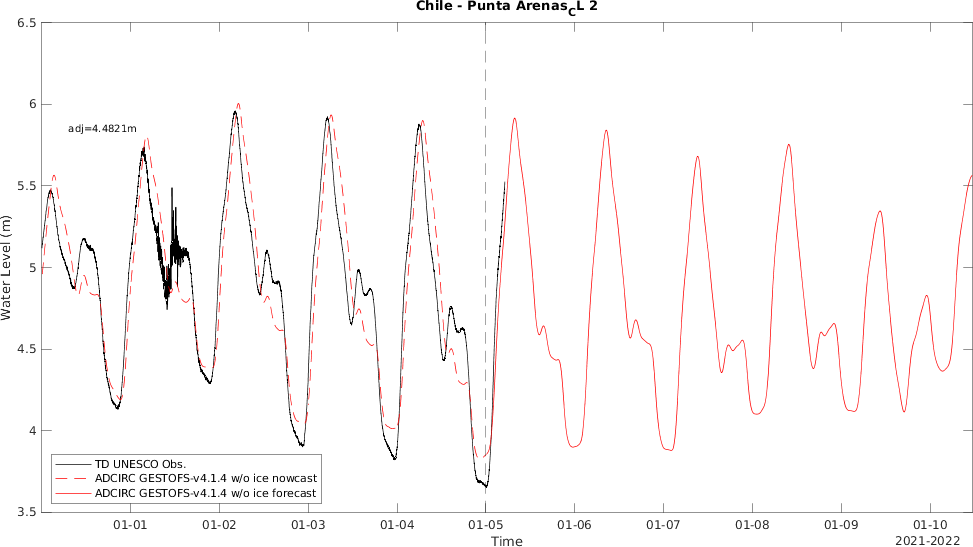 Chile - Punta Arenas_CL 2
6.5
6
5.5
5
4.5
4
3.5
Water Level (m)
adj=4.4821m
TD UNESCO Obs.
ADCIRC GESTOFS-v4.1.4 w/o ice nowcast
ADCIRC GESTOFS-v4.1.4 w/o ice forecast
01-01
01-02
01-03
01-04
01-05
01-06
01-07
01-08
01-09
01-10
Time
2021-2022